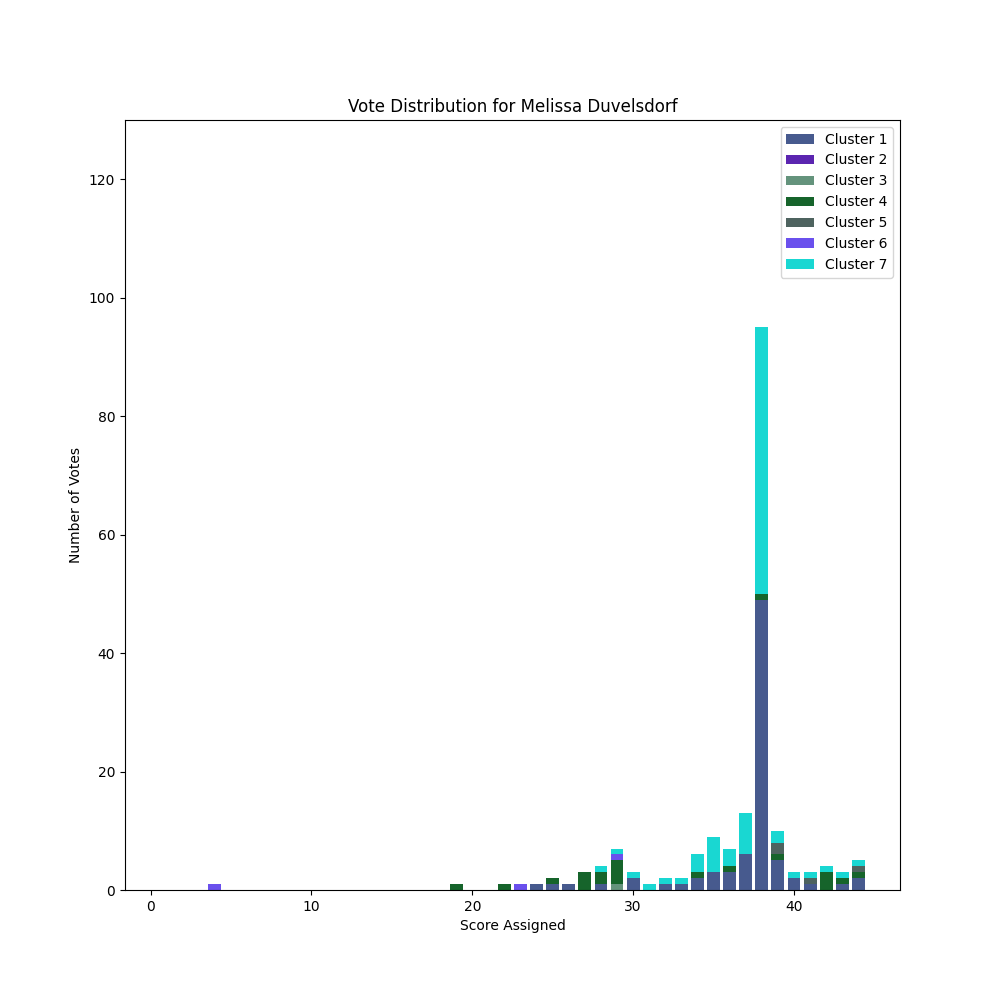 Vote Distribution for Melissa Duvelsdorf
Cluster 1
Cluster 2
Cluster 3
Cluster 4
Cluster 5
Cluster 6
Cluster 7
120
100
80
60
40
20
0
Number of Votes
0 10 20 30 40
Score Assigned